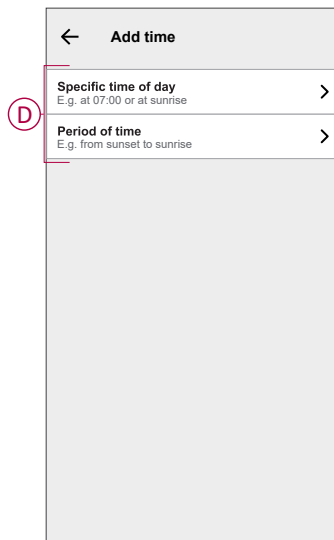 Add time
Specific time of day
E.g. at 07:00 or at sunrise
D
Period of time
E.g. from sunset to sunrise